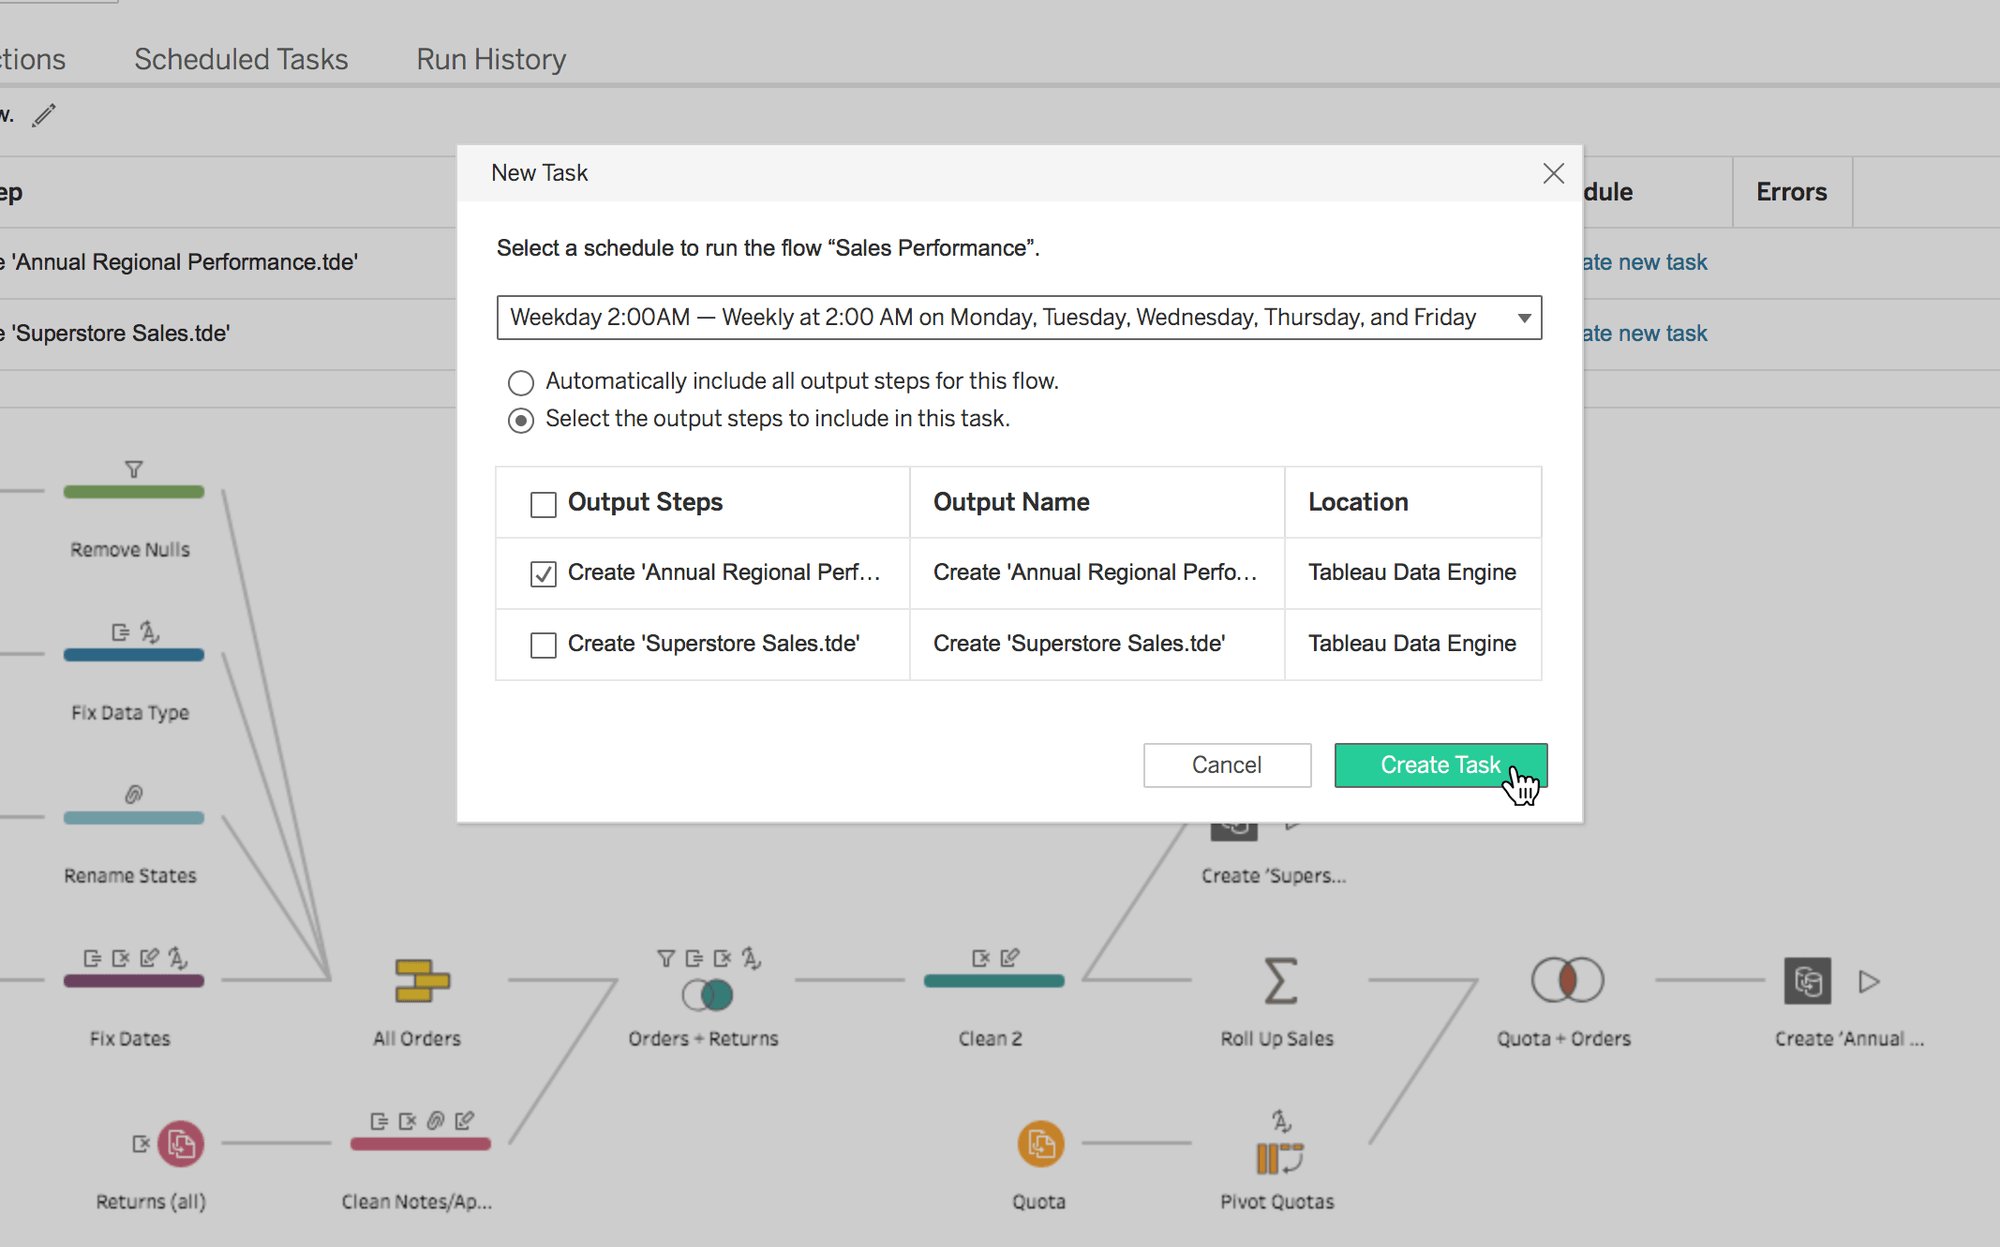 ctions Scheduled Tasks Run History
w.
New Task
ep
dule Errors
Select a schedule to run the flow “Sales Performance”.
e 'Annual Regional Performance.tde'
ate new task
Weekday 2:00AM — Weekly at 2:00 AM on Monday, Tuesday, Wednesday, Thursday, and Friday
e 'Superstore Sales.tde'
ate new task
Automatically include all output steps for this flow.
Select the output steps to include in this task.
Output Steps Output Name Location
Create 'Annual Regional Perf... Create 'Annual Regional Perfo... Tableau Data Engine
Create 'Superstore Sales.tde' Create 'Superstore Sales.tde' Tableau Data Engine
Cancel Create Task
Remove Nulls
Fix Data Type
Rename States
Create 'Supers...
Fix Dates
All Orders
Orders + Returns
Clean 2
Roll Up Sales
Quota + Orders
Create 'Annual ...
Returns (all)
Clean Notes/Ap...
Quota
Pivot Quotas